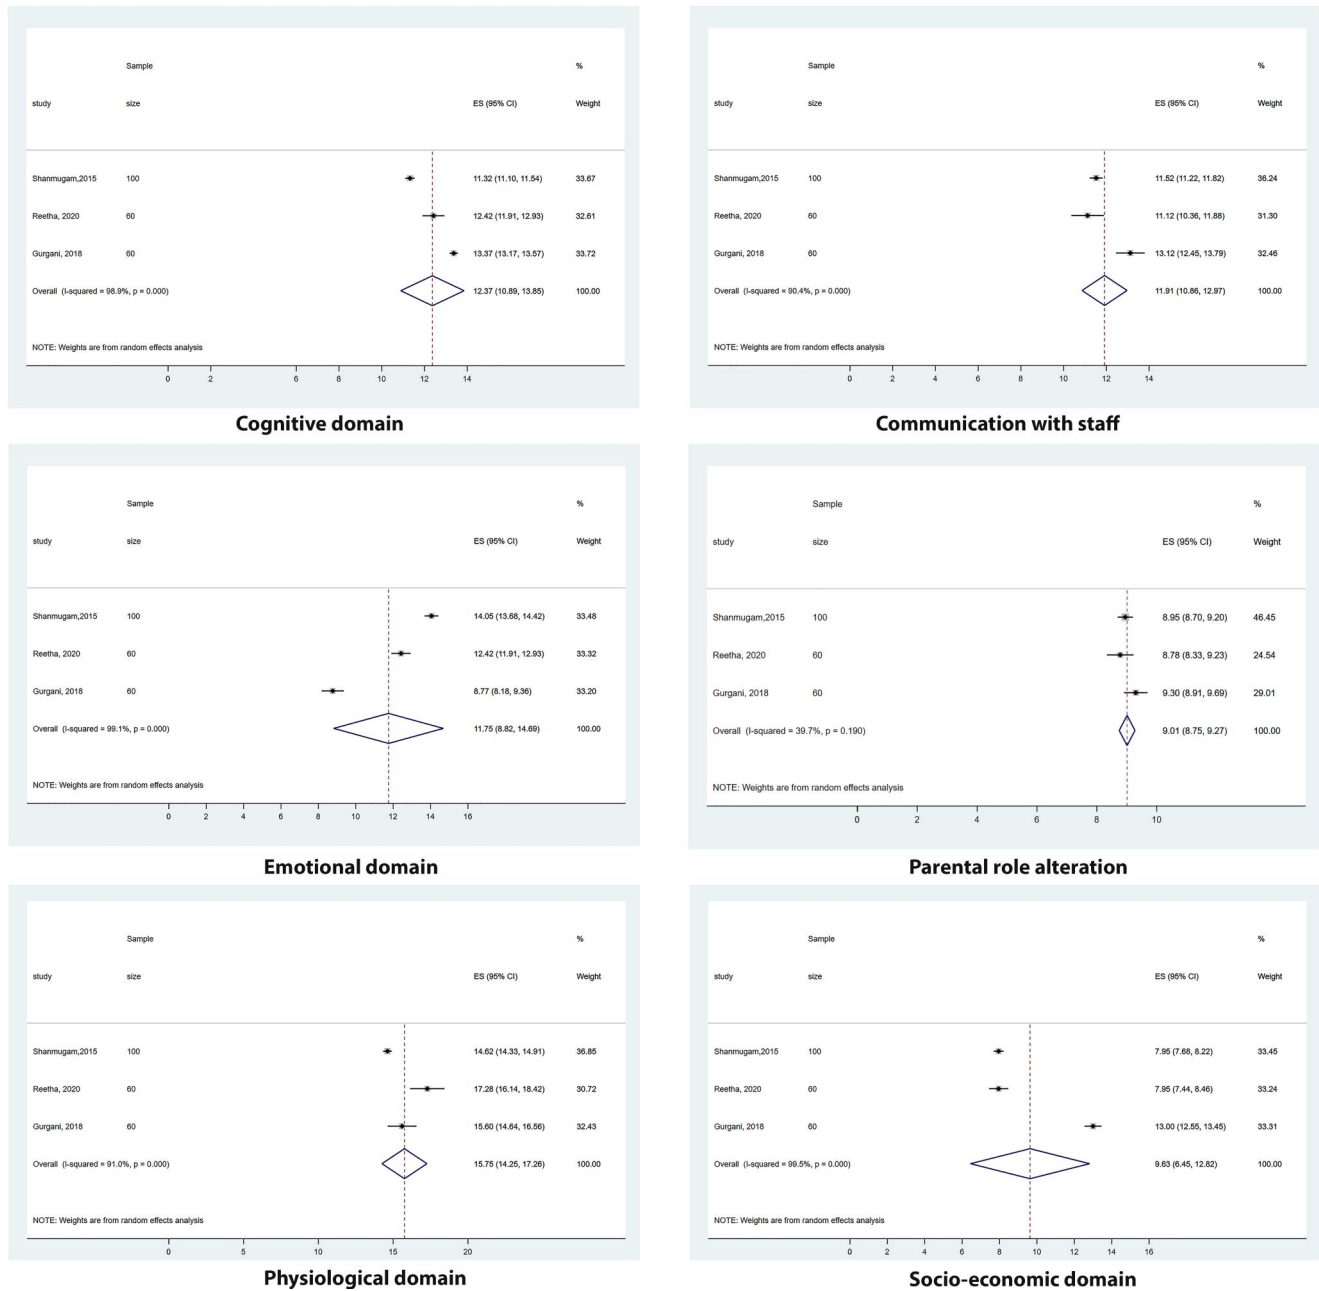 Sample %
study size ES (95% CI) Weight
Shanmugam,2015 100 11.32 (11.10, 11.54) 33.67
Reetha, 2020 60 12.42 (11.91, 12.93) 32.61
Gurgani, 2018 60 13.37 (13.17, 13.57) 33.72
Overall (I-squared = 98.9%, p = 0.000) 12.37 (10.89, 13.85) 100.00
NOTE: Weights are from random effects analysis
0 2 4 6 8 10 12 14
Cognitive domain
Sample %
study size ES (95% CI) Weight
Shanmugam,2015 100 11.52 (11.22, 11.82) 36.24
Reetha, 2020 60 11.12 (10.36, 11.88) 31.30
Gurgani, 2018 60 13.12 (12.45, 13.79) 32.46
Overall (I-squared = 90.4%, p = 0.000) 11.91 (10.86, 12.97) 100.00
NOTE: Weights are from random effects analysis
0 2 4 6 8 10 12 14
Communication with staff
Sample %
study size ES (95% CI) Weight
Shanmugam,2015 100 14.05 (13.68, 14.42) 33.48
Reetha, 2020 60 12.42 (11.91, 12.93) 33.32
Gurgani, 2018 60 8.77 (8.18, 9.36) 33.20
Overall (I-squared = 99.1%, p = 0.000) 11.75 (8.82, 14.69) 100.00
NOTE: Weights are from random effects analysis
0 2 4 6 8 10 12 14 16
Emotional domain
Sample %
study size ES (95% CI) Weight
Shanmugam,2015 100 8.95 (8.70, 9.20) 46.45
Reetha, 2020 60 8.78 (8.33, 9.23) 24.54
Gurgani, 2018 60 9.30 (8.91, 9.69) 29.01
Overall (I-squared = 39.7%, p = 0.190) 9.01 (8.75, 9.27) 100.00
NOTE: Weights are from random effects analysis
0 2 4 6 8 10
Parental role alteration
Sample %
study size ES (95% CI) Weight
Shanmugam,2015 100 14.62 (14.33, 14.91) 36.85
Reetha, 2020 60 17.28 (16.14, 18.42) 30.72
Gurgani, 2018 60 15.60 (14.64, 16.56) 32.43
Overall (I-squared = 91.0%, p = 0.000) 15.75 (14.25, 17.26) 100.00
NOTE: Weights are from random effects analysis
0 5 10 15 20
Physiological domain
Sample %
study size ES (95% CI) Weight
Shanmugam,2015 100 7.95 (7.68, 8.22) 33.45
Reetha, 2020 60 7.95 (7.44, 8.46) 33.24
Gurgani, 2018 60 13.00 (12.55, 13.45) 33.31
Overall (I-squared = 99.5%, p = 0.000) 9.63 (6.45, 12.82) 100.00
NOTE: Weights are from random effects analysis
0 2 4 6 8 10 12 14 16
Socio-economic domain